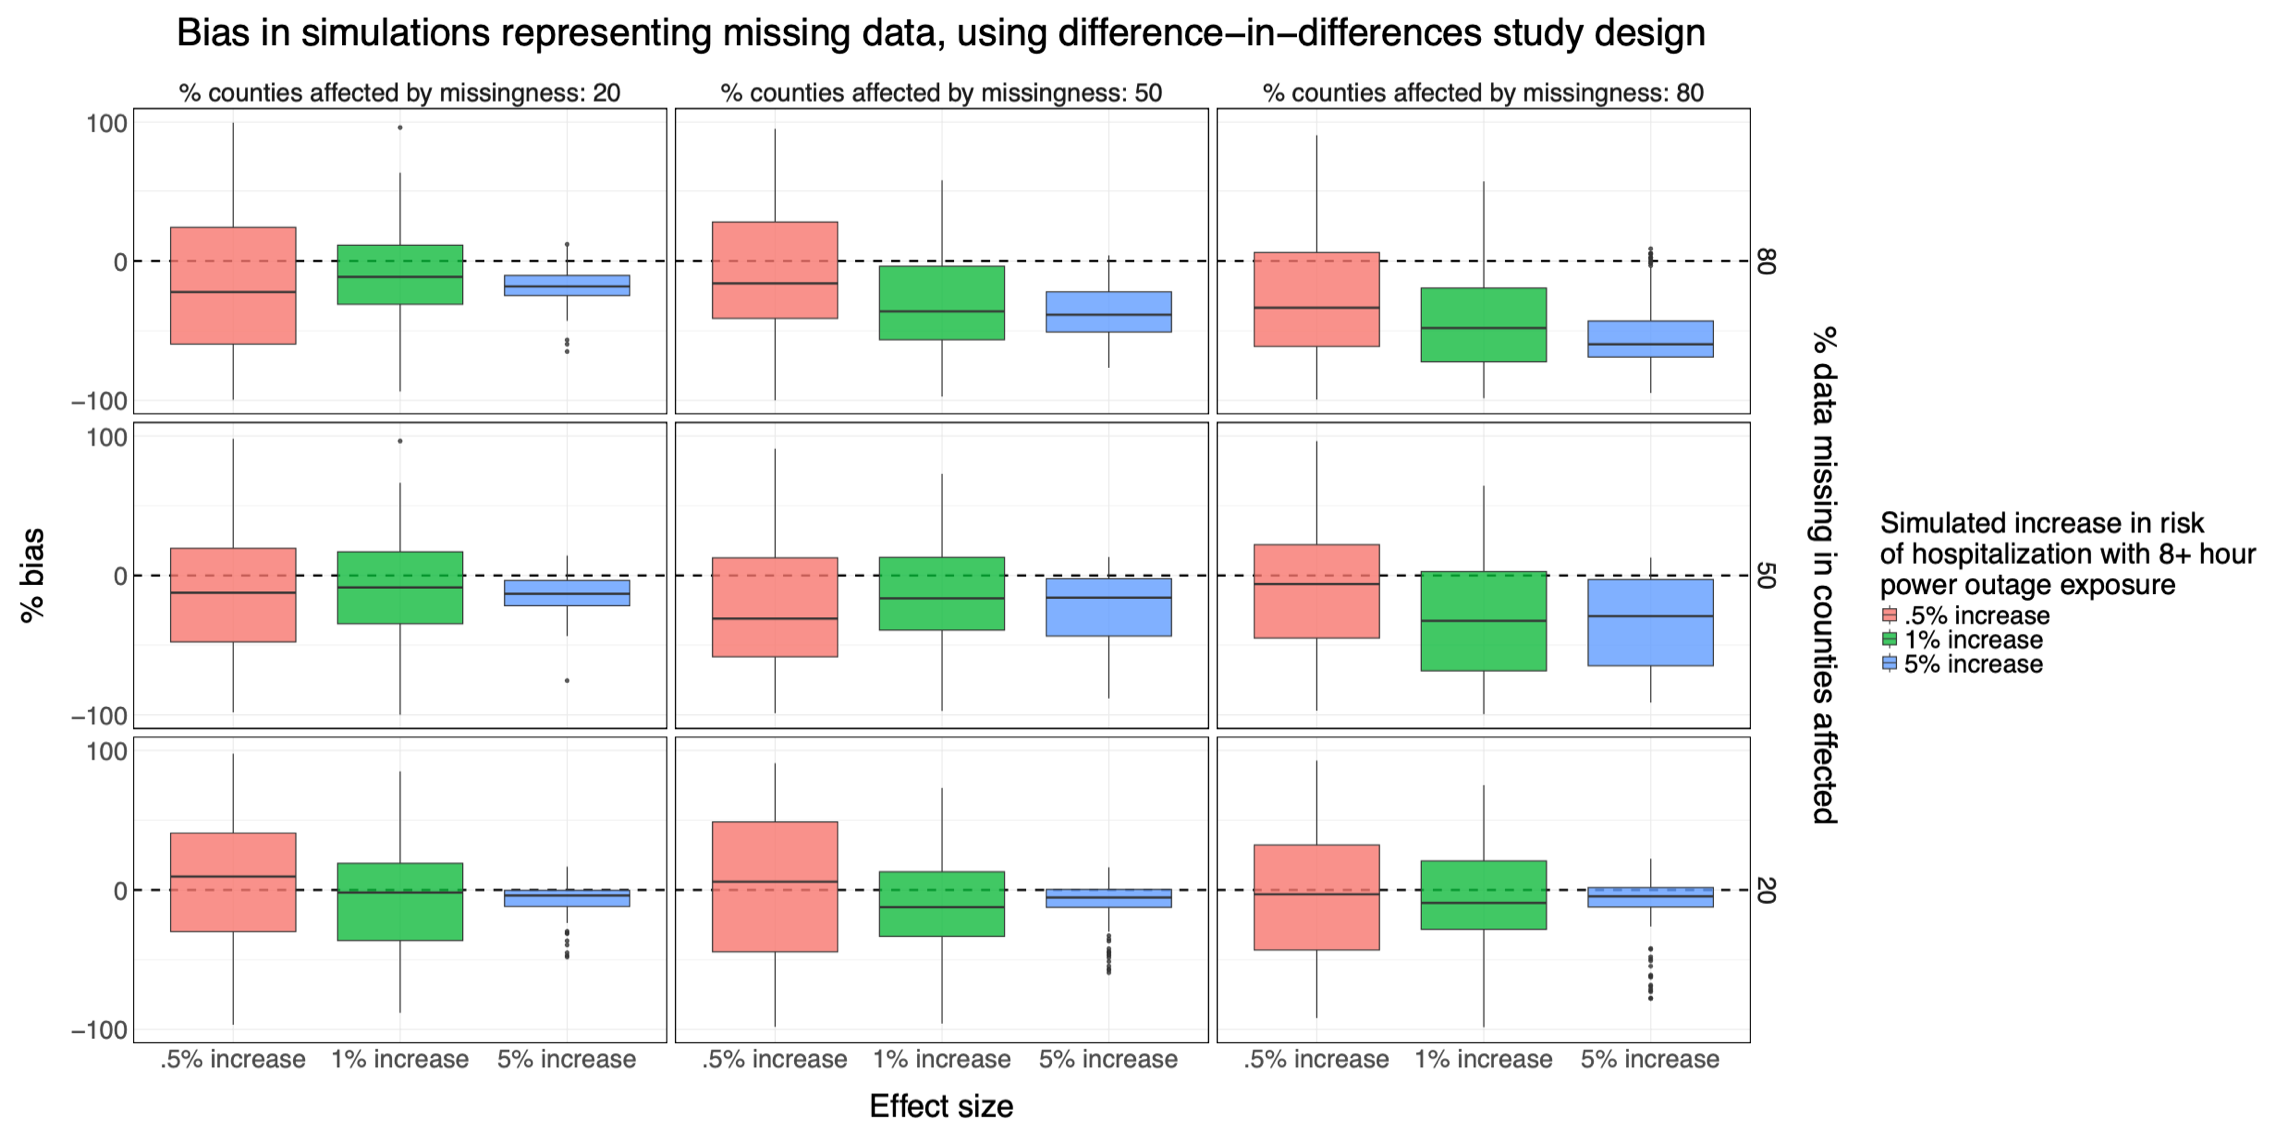 Bias in simulations representing missing data, using difference−in−differences study design
% counties affected by missingness: 20
% counties affected by missingness: 50
% counties affected by missingness: 80
100
0
−100
80
100
0
−100
50
100
0
−100
20
% bias
% data missing in counties affected
.5% increase
1% increase
5% increase
.5% increase
1% increase
5% increase
.5% increase
1% increase
5% increase
Effect size
Simulated increase in risk
of hospitalization with 8+ hour
power outage exposure
.5% increase
1% increase
5% increase